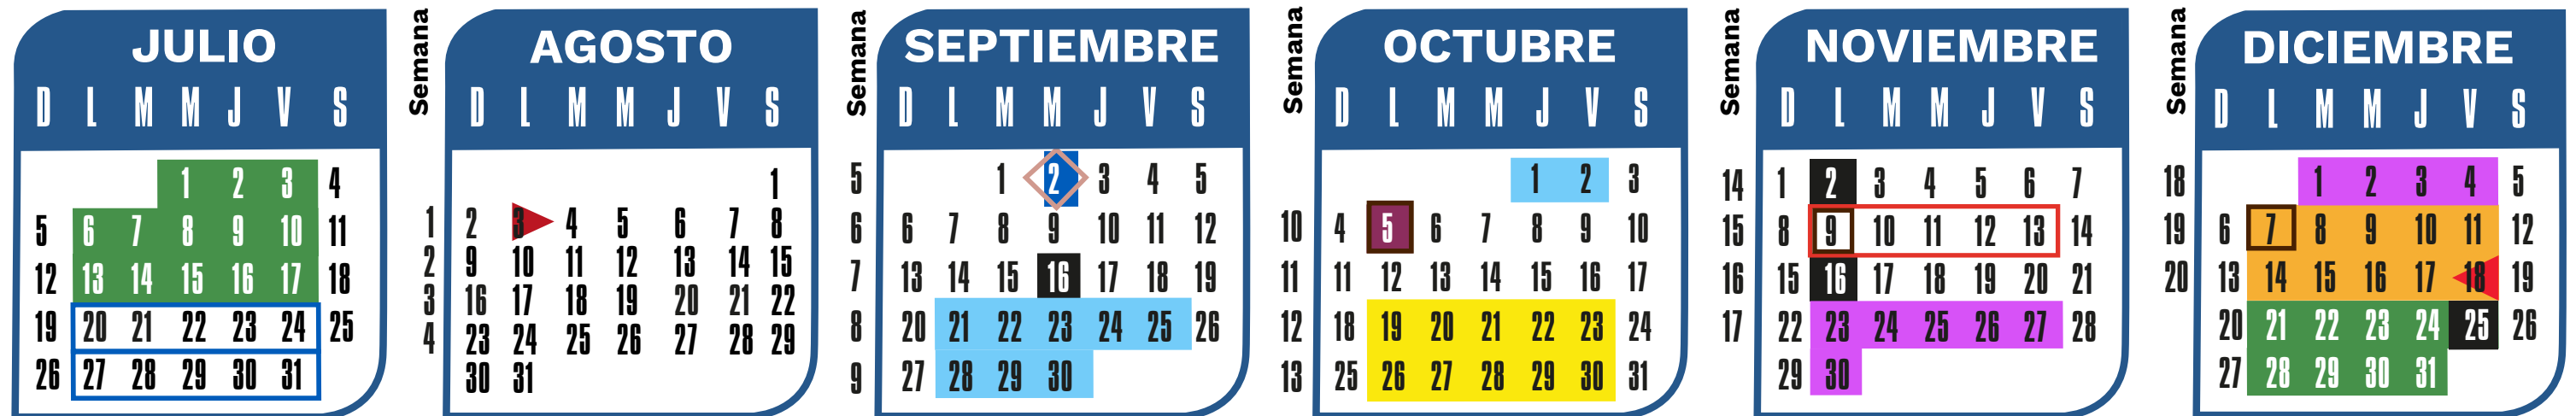 JULIO
D L M M J V S
1 2 3 4
5 6 7 8 9 10 11
12 13 14 15 16 17 18
19 20 21 22 23 24 25
26 27 28 29 30 31
Semana
AGOSTO
D L M M J V S
1
1 2 3 4 5 6 7 8
2 9 10 11 12 13 14 15
3 16 17 18 19 20 21 22
4 23 24 25 26 27 28 29
30 31
Semana
SEPTIEMBRE
D L M M J V S
5 1 2 3 4 5
6 6 7 8 9 10 11 12
7 13 14 15 16 17 18 19
8 20 21 22 23 24 25 26
9 27 28 29 30
Semana
OCTUBRE
D L M M J V S
1 2 3
10 4 5 6 7 8 9 10
11 11 12 13 14 15 16 17
12 18 19 20 21 22 23 24
13 25 26 27 28 29 30 31
Semana
NOVIEMBRE
D L M M J V S
14 1 2 3 4 5 6 7
15 8 9 10 11 12 13 14
16 15 16 17 18 19 20 21
17 22 23 24 25 26 27 28
29 30
Semana
DICIEMBRE
D L M M J V S
18 1 2 3 4 5
19 6 7 8 9 10 11 12
20 13 14 15 16 17 18 19
20 21 22 23 24 25 26
27 28 29 30 31